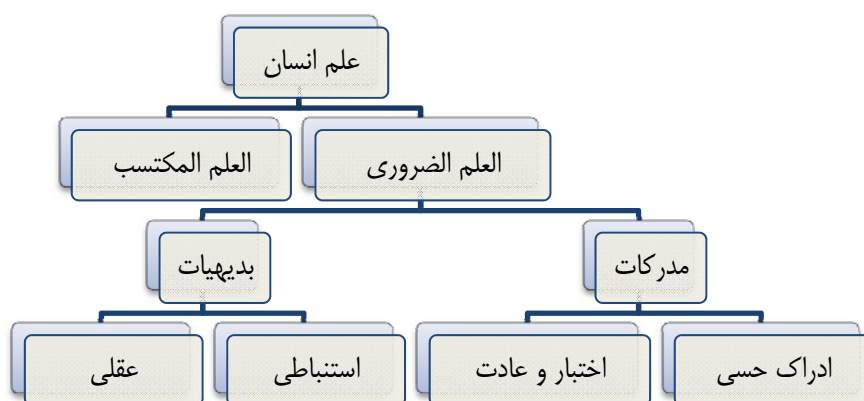 علم انسان
العلم الضروری
العلم المکتسب
مدرکات
بدیهیات
ادراک حسی
اختبار و عادت
استنباطی
عقلی